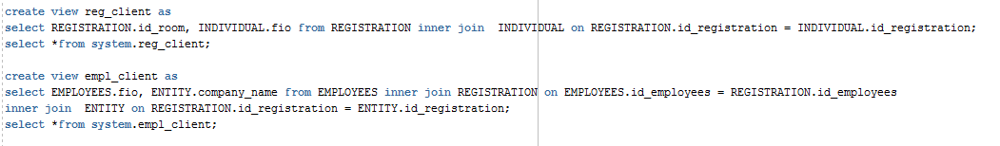 create view reg_client as
select REGISTRATION.id_room, INDIVIDUAL.fio from REGISTRATION inner join  INDIVIDUAL on REGISTRATION.id_registration = INDIVIDUAL.id_registration;
select *from system.reg_client;
create view empl_client as
select EMPLOYEES.fio, ENTITY.company_name from EMPLOYEES inner join REGISTRATION on EMPLOYEES.id_employees = REGISTRATION.id_employees
inner join  ENTITY on REGISTRATION.id_registration = ENTITY.id_registration;
select *from system.empl_client;